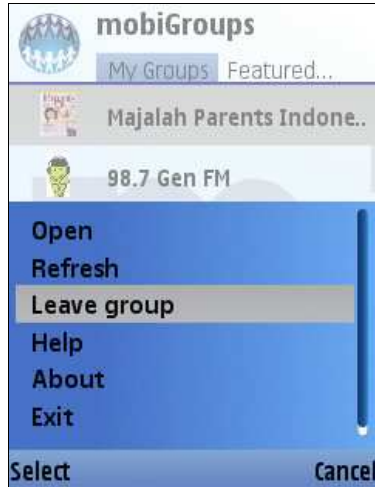 mobiGroups
My Groups Featured...
Majalah Parents Indone..
98.7 Gen FM
Open
Refresh
Leave group
Help
About
Exit
Select Cancel